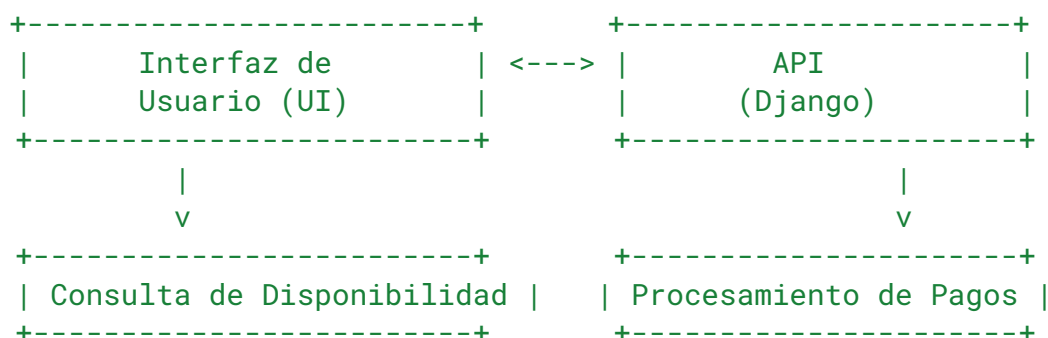 +-------------------------+ +---------------------+
| Interfaz de | <---> | API |
| Usuario (UI) | | (Django) |
+-------------------------+ +---------------------+
| |
v v
+-------------------------+ +---------------------+
| Consulta de Disponibilidad | | Procesamiento de Pagos |
+-------------------------+ +---------------------+